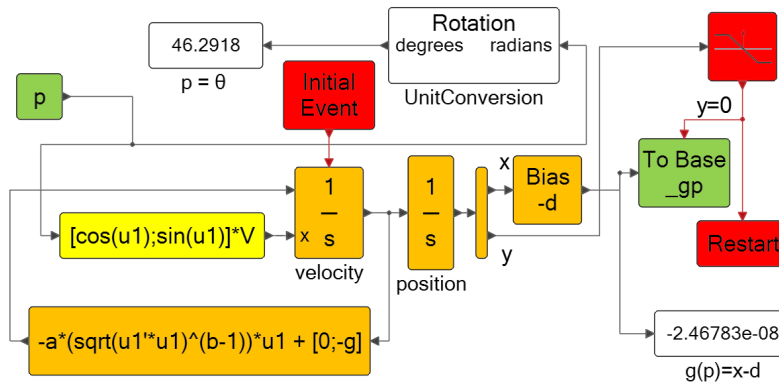 Rotation
degrees radians
UnitConversion
46.2918
p = θ
p
Initial
Event
y=0
To Base
_gp
Restart
1
s
x
velocity
1
s
position
x
y
Bias
-d
[cos(u1);sin(u1)]*V
-a*(sqrt(u1'*u1)^(b-1))*u1 + [0;-g]
-2.46783e-08
g(p)=x-d